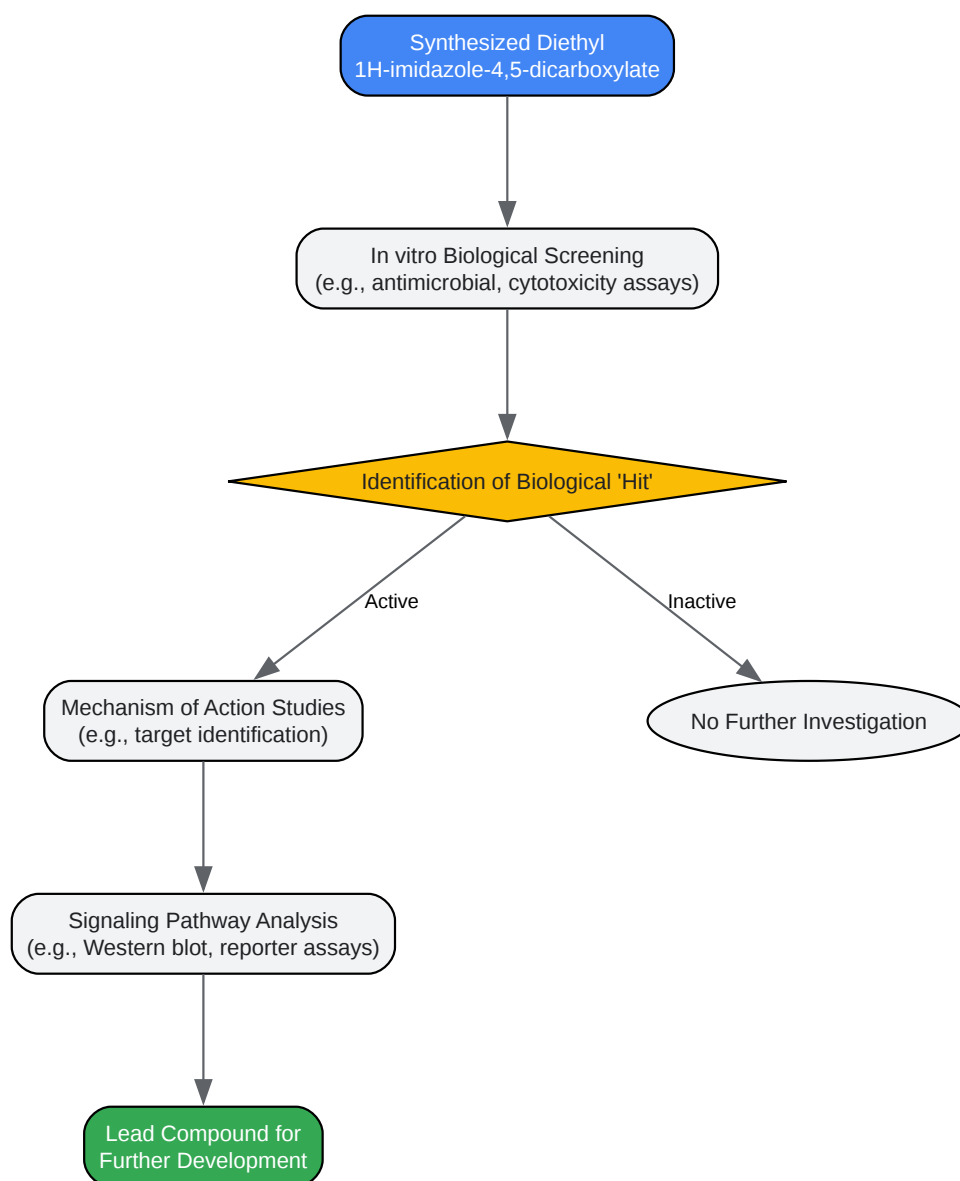 Synthesized Diethyl
1H-imidazole-4,5-dicarboxylate
In vitro Biological Screening
(e.g., antimicrobial, cytotoxicity assays)
Identification of Biological 'Hit'
Active
Inactive
Mechanism of Action Studies
(e.g., target identification)
No Further Investigation
Signaling Pathway Analysis
(e.g., Western blot, reporter assays)
Lead Compound for
Further Development